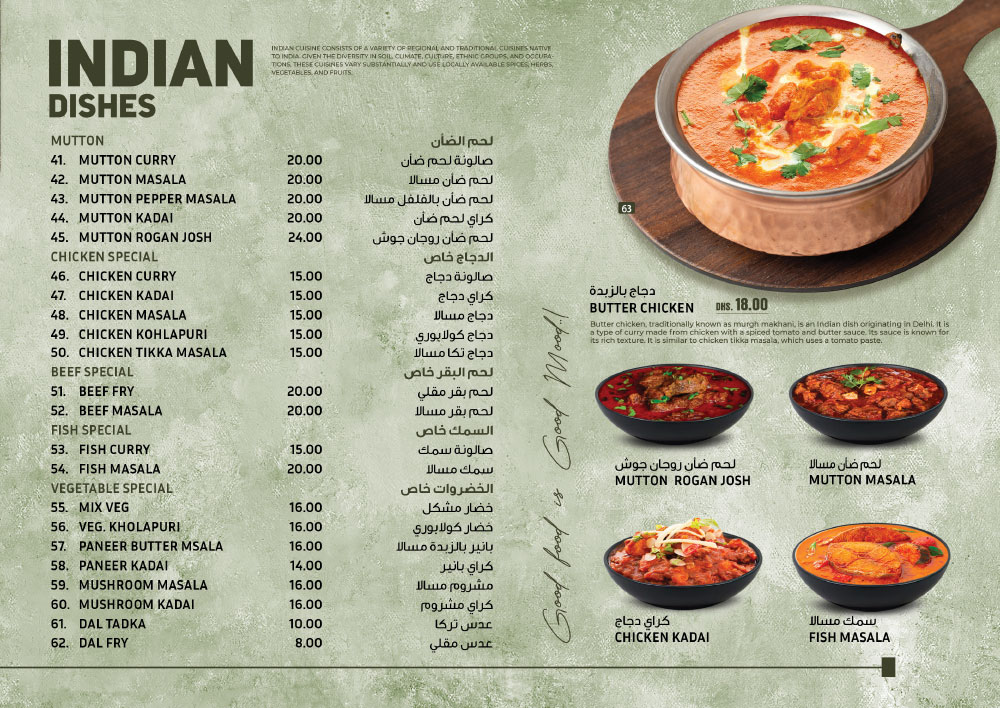 INDIAN
DISHES
INDIAN CUISINE CONSISTS OF A VARIETY OF REGIONAL AND TRADITIONAL CUISINES NATIVE
TO INDIA. GIVEN THE DIVERSITY IN SOIL, CLIMATE, CULTURE, ETHNIC GROUPS, AND OCCUPA-
TIONS, THESE CUISINES VARY SUBSTANTIALLY AND USE LOCALLY AVAILABLE SPICES, HERBS,
VEGETABLES, AND FRUITS.
MUTTON لحم الضأن
41. MUTTON CURRY 20.00 صالونة لحم ضأن
42. MUTTON MASALA 20.00 لحم ضأن مسالا
43. MUTTON PEPPER MASALA 20.00 لحم ضأن بالفلفل مسالا
44. MUTTON KADAI 20.00 كراي لحم ضأن
45. MUTTON ROGAN JOSH 24.00 لحم ضأن روجان جوش
CHICKEN SPECIAL الدجاج خاص
46. CHICKEN CURRY 15.00 صالونة دجاج
47. CHICKEN KADAI 15.00 كراي دجاج
48. CHICKEN MASALA 15.00 دجاج مسالا
49. CHICKEN KOHLAPURI 15.00 دجاج كولابوري
50. CHICKEN TIKKA MASALA 15.00 دجاج تكا مسالا
BEEF SPECIAL لحم البقر خاص
51. BEEF FRY 20.00 لحم بقر مقلي
52. BEEF MASALA 20.00 لحم بقر مسالا
FISH SPECIAL السمك خاص
53. FISH CURRY 15.00 صالونة سمك
54. FISH MASALA 20.00 سمك مسالا
VEGETABLE SPECIAL الخضروات خاص
55. MIX VEG 16.00 خضار مشكل
56. VEG. KHOLAPURI 16.00 خضار كولابوري
57. PANEER BUTTER MSALA 16.00 بانير بالزبدة مسالا
58. PANEER KADAI 14.00 كراي بانير
59. MUSHROOM MASALA 16.00 مشروم مسالا
60. MUSHROOM KADAI 16.00 كراي مشروم
61. DAL TADKA 10.00 عدس تركا
62. DAL FRY 8.00 عدس مقلي
Good food is Good Mood!
63
دجاج بالزبدة
BUTTER CHICKEN DHS. 18.00
Butter chicken, traditionally known as murgh makhani, is an Indian dish originating in Delhi. It is
a type of curry made from chicken with a spiced tomato and butter sauce. Its sauce is known for
its rich texture. It is similar to chicken tikka masala, which uses a tomato paste.
لحم ضأن روجان جوش
MUTTON ROGAN JOSH
لحم ضأن مسالا
MUTTON MASALA
كراي دجاج
CHICKEN KADAI
سمك مسالا
FISH MASALA